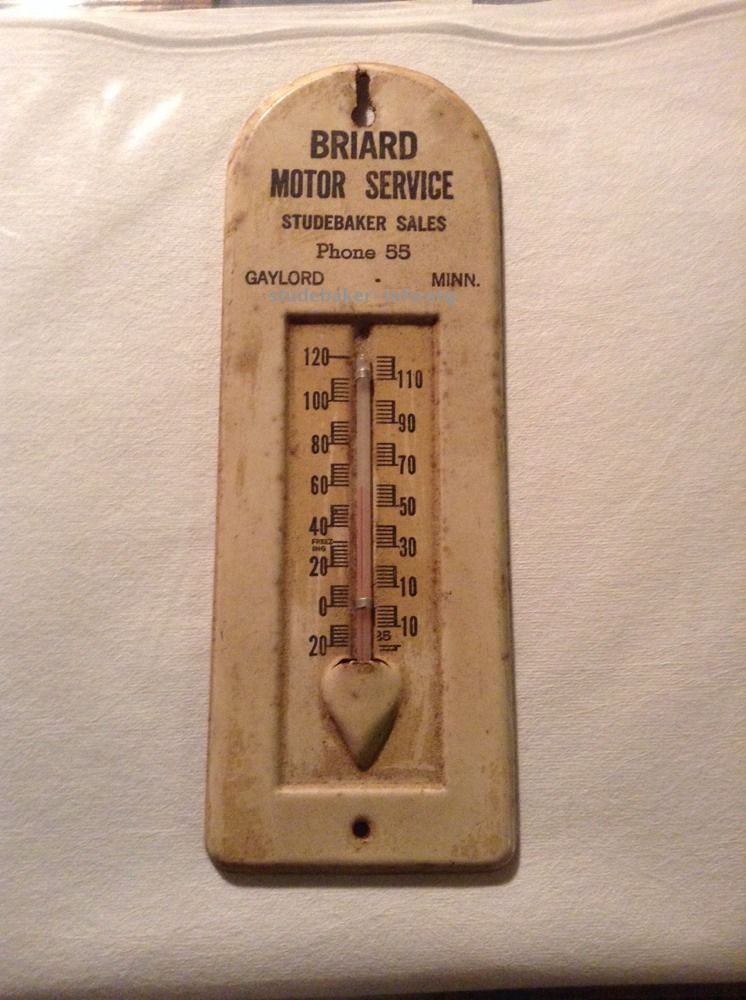 BRIARD
MOTOR SERVICE
STUDEBAKER SALES
Phone 55
GAYLORD - MINN.
studebaker-info.org
120
110
100
90
80
70
60
50
40
FREEZ
ING
30
20
10
0
10
20